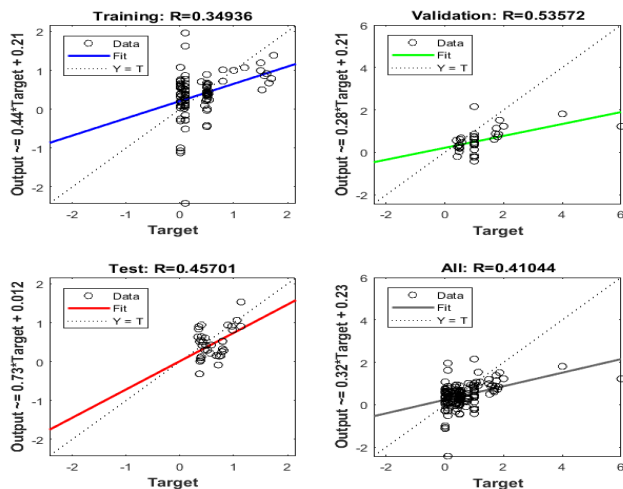 Training: R=0.34936
Output ~= 0.44*Target + 0.21
Data
Fit
Y = T
2
1
0
-1
-2
-2
-1
0
1
2
Target
Validation: R=0.53572
Output ~= 0.28*Target + 0.21
Data
Fit
Y = T
6
4
2
0
-2
-2
0
2
4
6
Target
Test: R=0.45701
Output ~= 0.73*Target + 0.012
Data
Fit
Y = T
2
1
0
-1
-2
-2
-1
0
1
2
Target
All: R=0.41044
Output ~= 0.32*Target + 0.23
Data
Fit
Y = T
6
4
2
0
-2
-2
0
2
4
6
Target